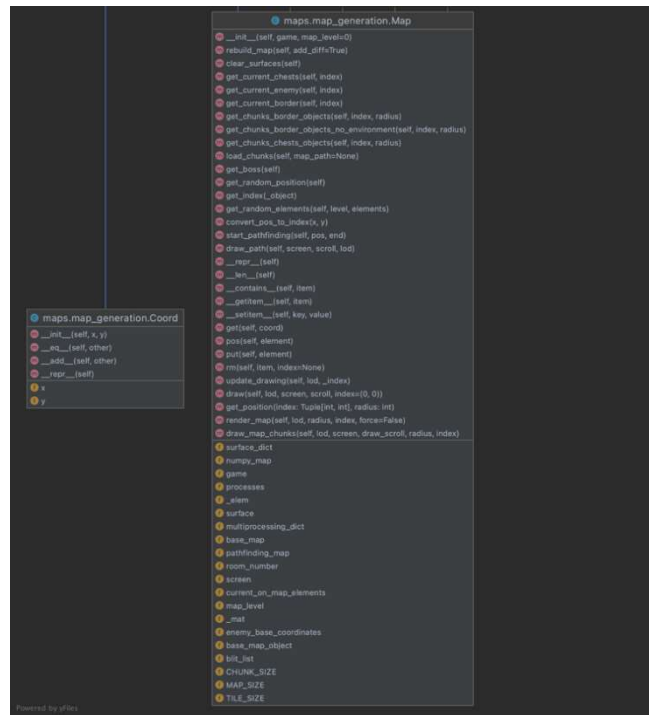 maps.map_generation.Map
__init__(self, game, map_level=0)
rebuild_map(self, add_diff=True)
clear_surfaces(self)
get_current_chests(self, index)
get_current_enemy(self, index)
get_current_border(self, index)
get_chunks_border_objects(self, index, radius)
get_chunks_border_objects_no_environment(self, index, radius)
get_chunks_chests_objects(self, index, radius)
load_chunks(self, map_path=None)
get_boss(self)
get_random_position(self)
get_index(_object)
get_random_elements(self, level, elements)
convert_pos_to_index(x, y)
start_pathfinding(self, pos, end)
draw_path(self, screen, scroll, lod)
__repr__(self)
__len__(self)
__contains__(self, item)
__getitem__(self, item)
__setitem__(self, key, value)
get(self, coord)
pos(self, element)
put(self, element)
rm(self, item, index=None)
update_drawing(self, lod, _index)
draw(self, lod, screen, scroll, index=(0, 0))
get_position(index: Tuple[int, int], radius: int)
render_map(self, lod, radius, index, force=False)
draw_map_chunks(self, lod, screen, draw_scroll, radius, index)
surface_dict
numpy_map
game
processes
_elem
surface
multiprocessing_dict
base_map
pathfinding_map
room_number
screen
current_on_map_elements
map_level
_mat
enemy_base_coordinates
base_map_object
blit_list
CHUNK_SIZE
MAP_SIZE
TILE_SIZE
maps.map_generation.Coord
__init__(self, x, y)
__eq__(self, other)
__add__(self, other)
__repr__(self)
x
y
Powered by yFiles